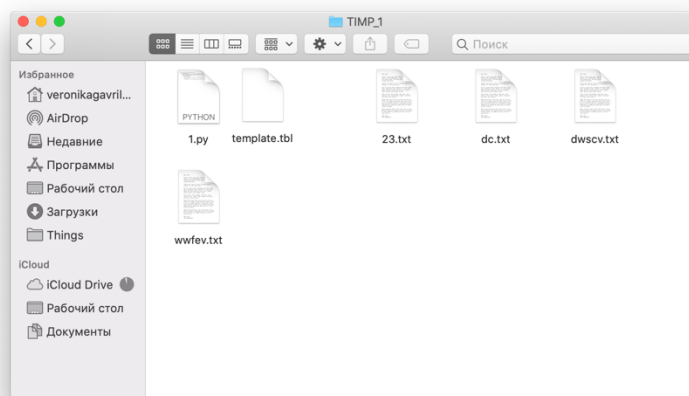 TIMP_1
Поиск
Избранное
veronikagavril...
AirDrop
Недавние
Программы
Рабочий стол
Загрузки
Things
iCloud
iCloud Drive
Рабочий стол
Документы
PYTHON
1.py
template.tbl
23.txt
dc.txt
dwscv.txt
wwfev.txt